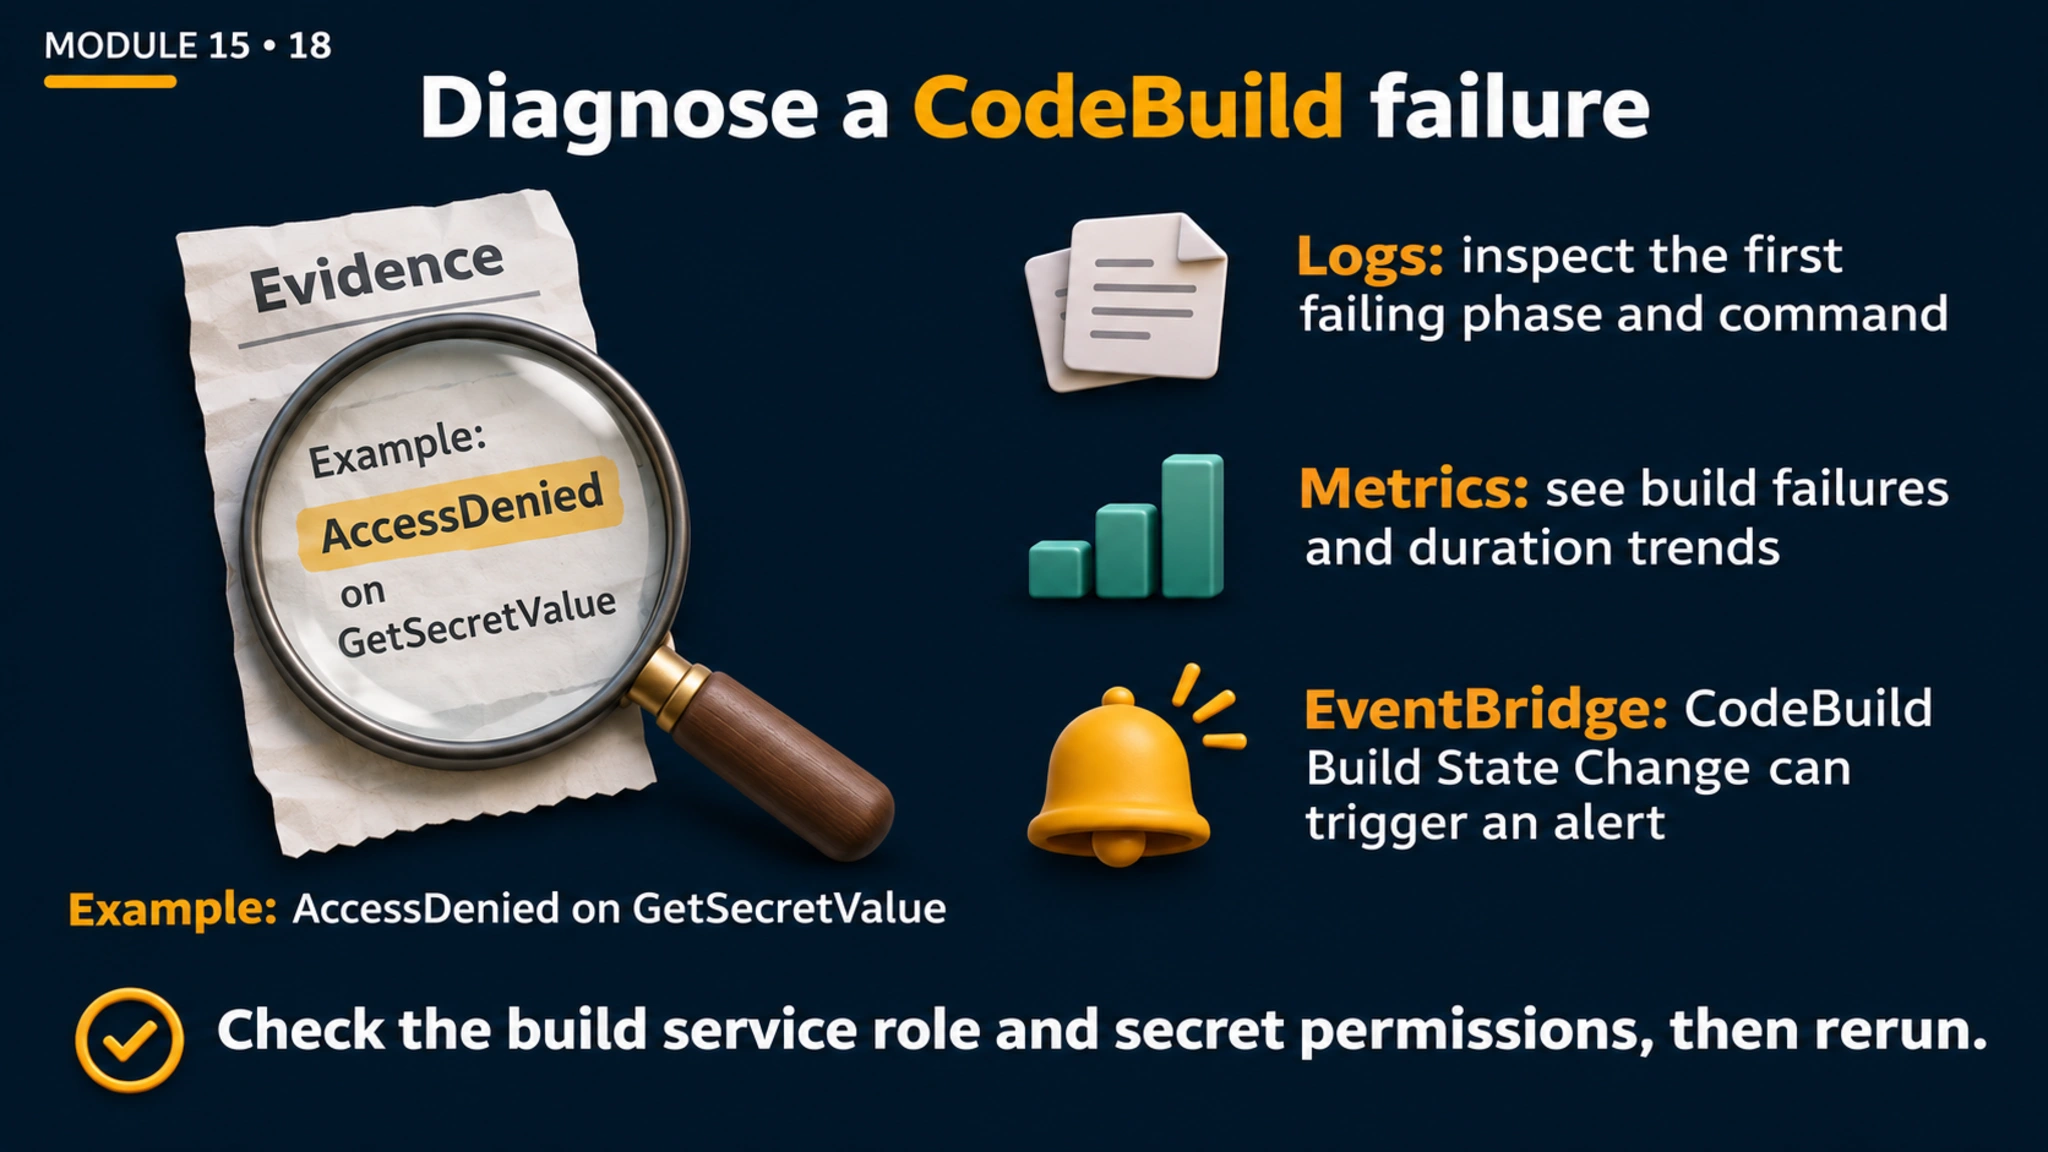 MODULE 15 • 18
Diagnose a CodeBuild failure
Evidence
Example:
AccessDenied
on
GetSecretValue
Example: AccessDenied on GetSecretValue
Logs: inspect the first
failing phase and command
Metrics: see build failures
and duration trends
EventBridge: CodeBuild
Build State Change can
trigger an alert
Check the build service role and secret permissions, then rerun.